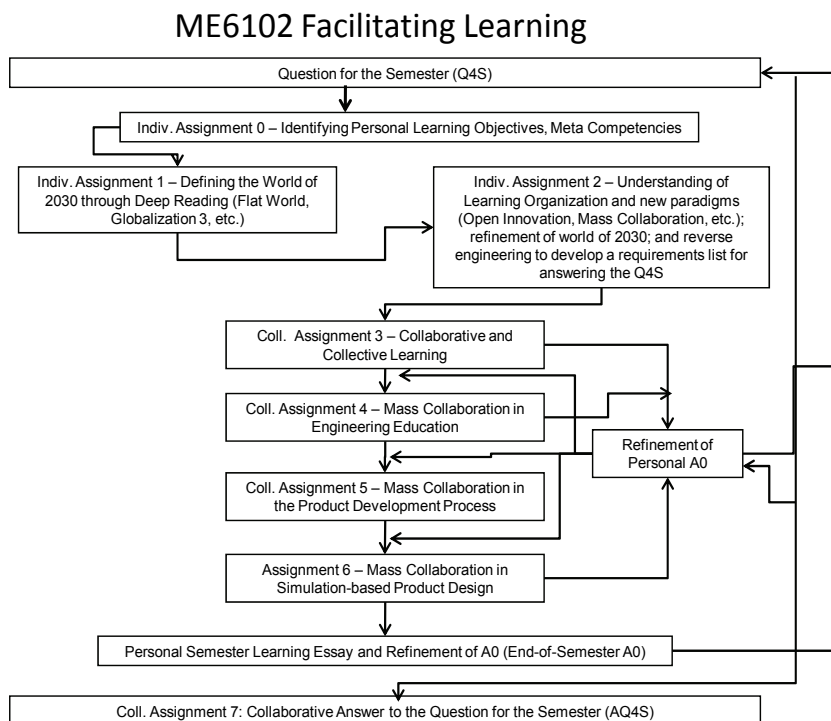 ME6102 Facilitating Learning
Question for the Semester (Q4S)
Indiv. Assignment 0 – Identifying Personal Learning Objectives, Meta Competencies
Indiv. Assignment 1 – Defining the World of
2030 through Deep Reading (Flat World,
Globalization 3, etc.)
Indiv. Assignment 2 – Understanding of
Learning Organization and new paradigms
(Open Innovation, Mass Collaboration, etc.);
refinement of world of 2030; and reverse
engineering to develop a requirements list for
answering the Q4S
Coll. Assignment 3 – Collaborative and
Collective Learning
Coll. Assignment 4 – Mass Collaboration in
Engineering Education
Refinement of
Personal A0
Coll. Assignment 5 – Mass Collaboration in
the Product Development Process
Assignment 6 – Mass Collaboration in
Simulation-based Product Design
Personal Semester Learning Essay and Refinement of A0 (End-of-Semester A0)
Coll. Assignment 7: Collaborative Answer to the Question for the Semester (AQ4S)